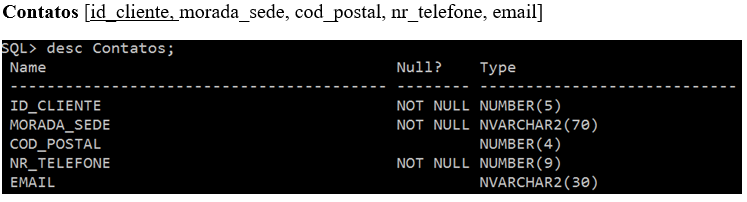 Contatos [id_cliente, morada_sede, cod_postal, nr_telefone, email]
SQL> desc Contatos;
Name Null? Type
----------------------------------------- -------- ----------------------------
ID_CLIENTE NOT NULL NUMBER(5)
MORADA_SEDE NOT NULL NVARCHAR2(70)
COD_POSTAL NUMBER(4)
NR_TELEFONE NOT NULL NUMBER(9)
EMAIL NVARCHAR2(30)